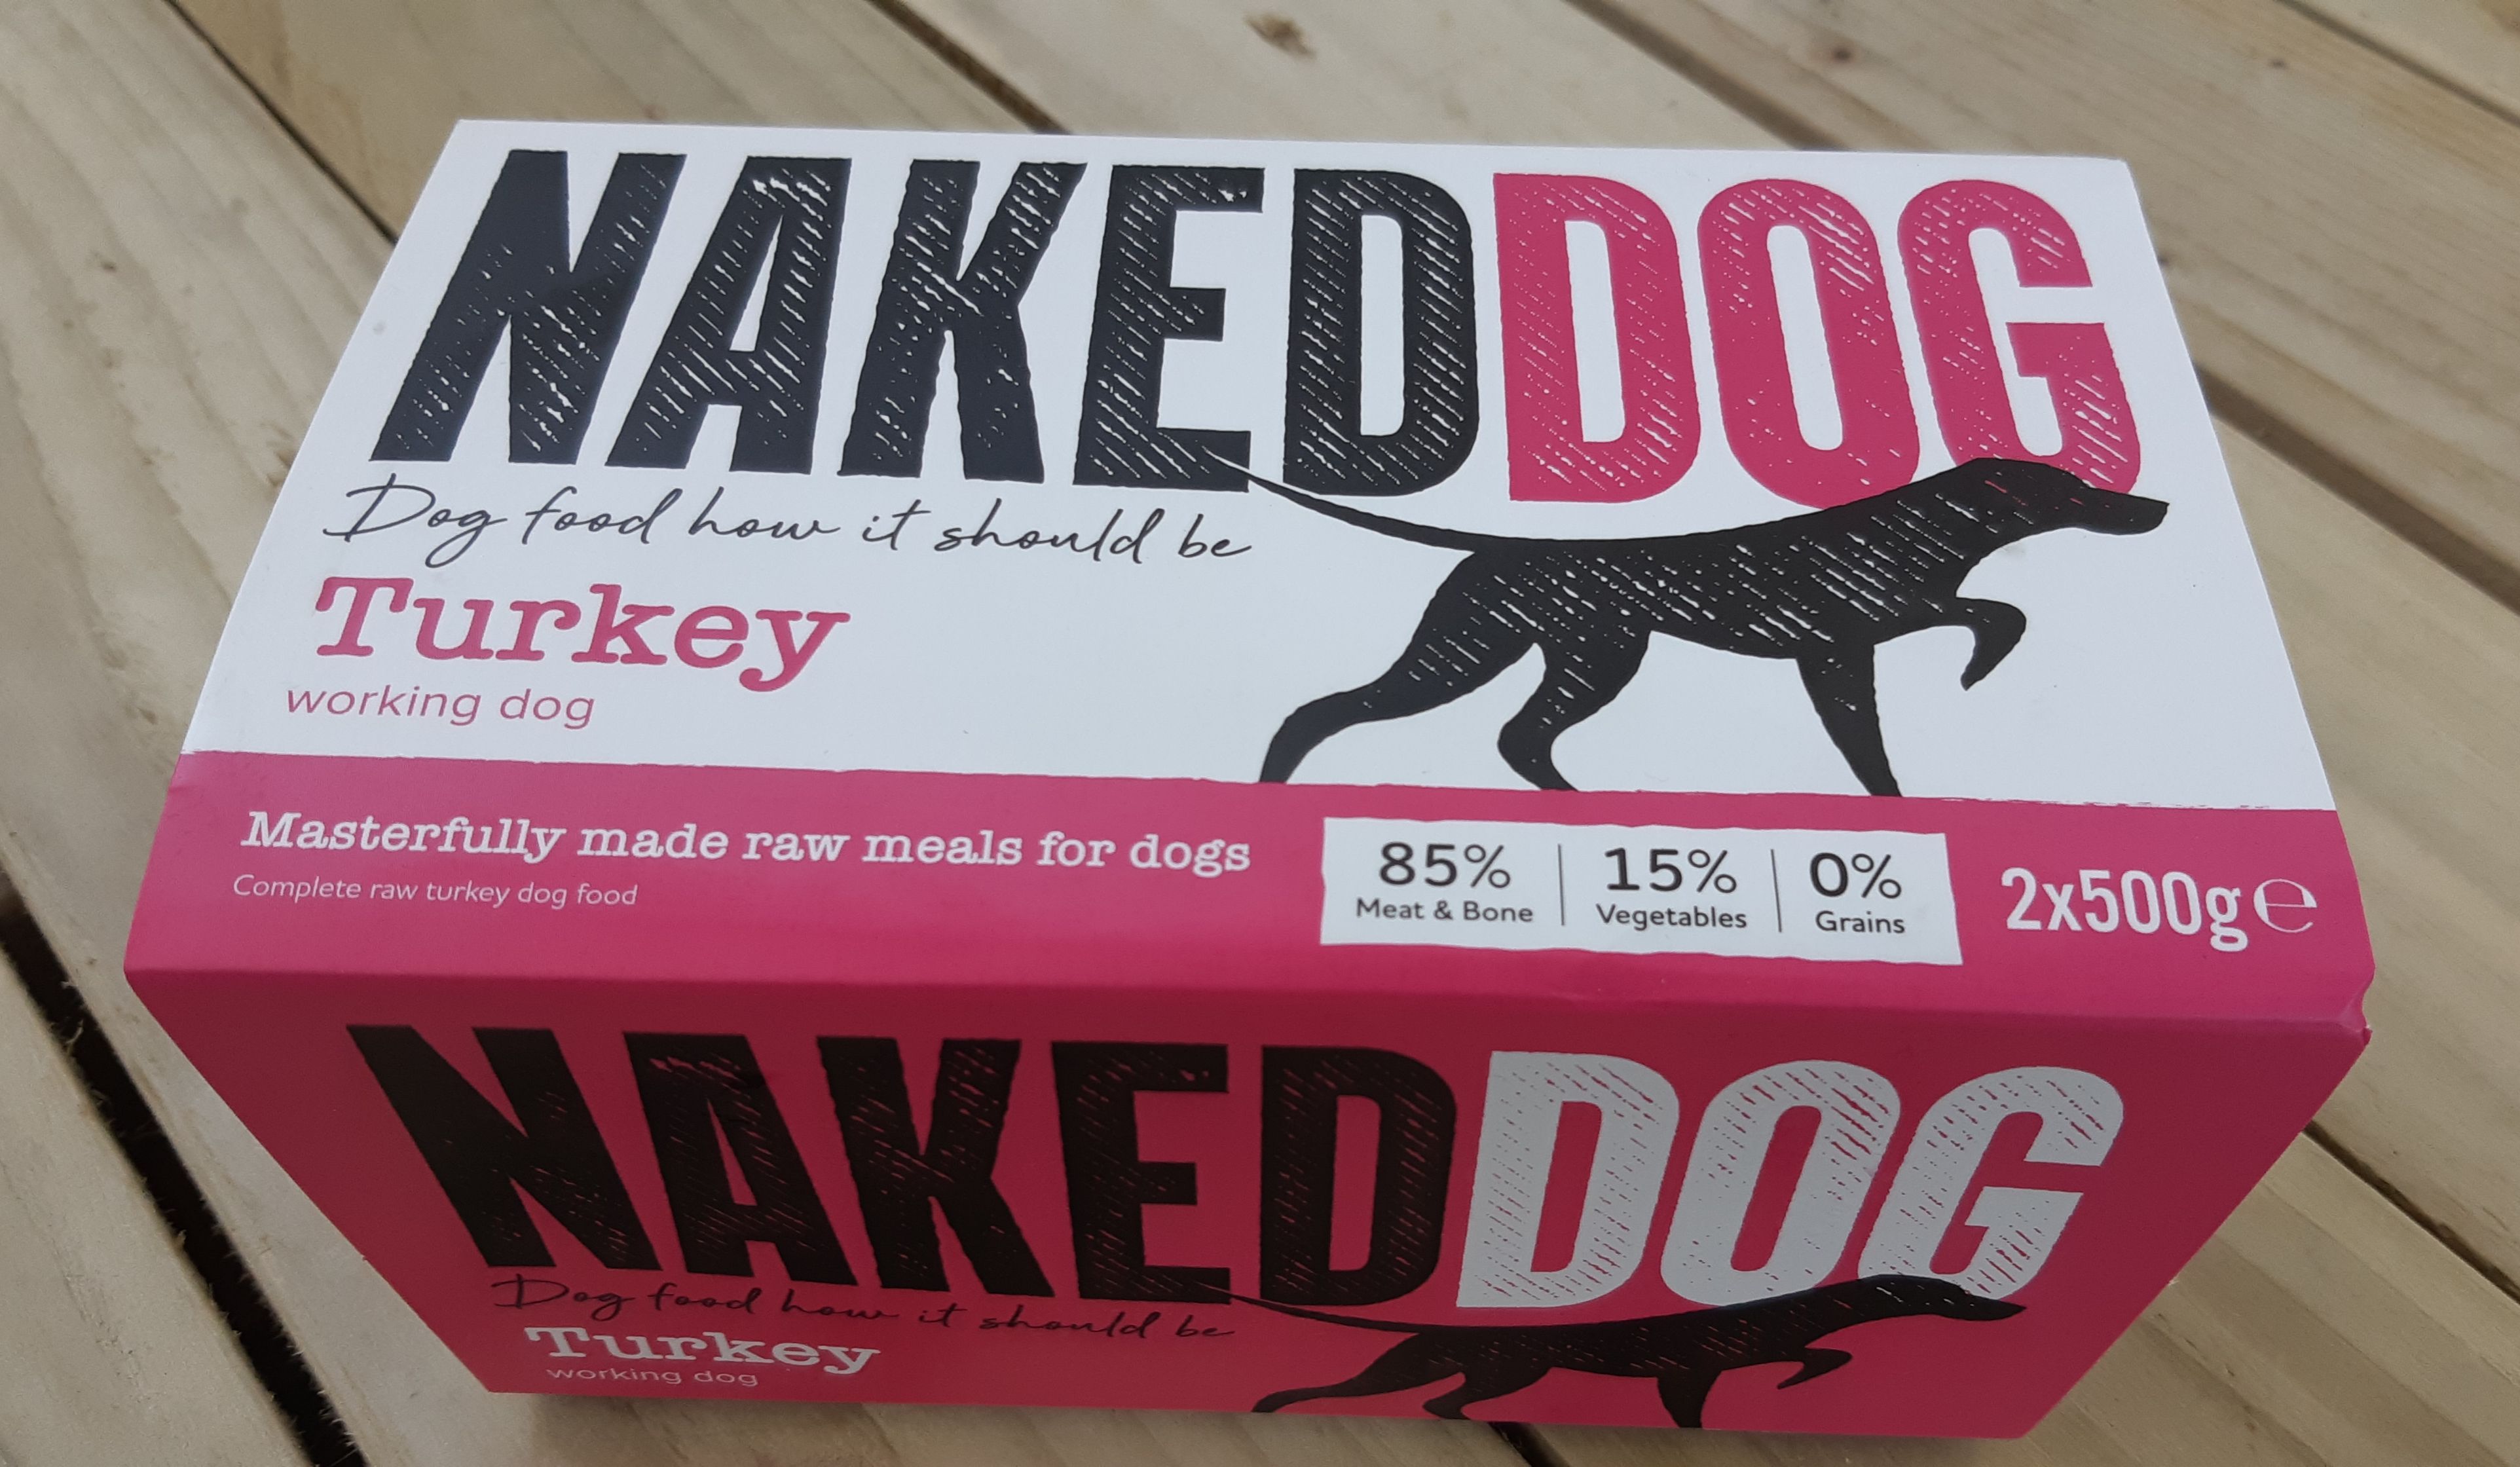 NAKEDDOG
Dog food how it should be
Turkey
working dog
Masterfully made raw meals for dogs
Complete raw turkey dog food
85% 15% 0%
Meat & Bone Vegetables Grains
2x500g℮
NAKEDDOG
Dog food how it should be
Turkey
working dog